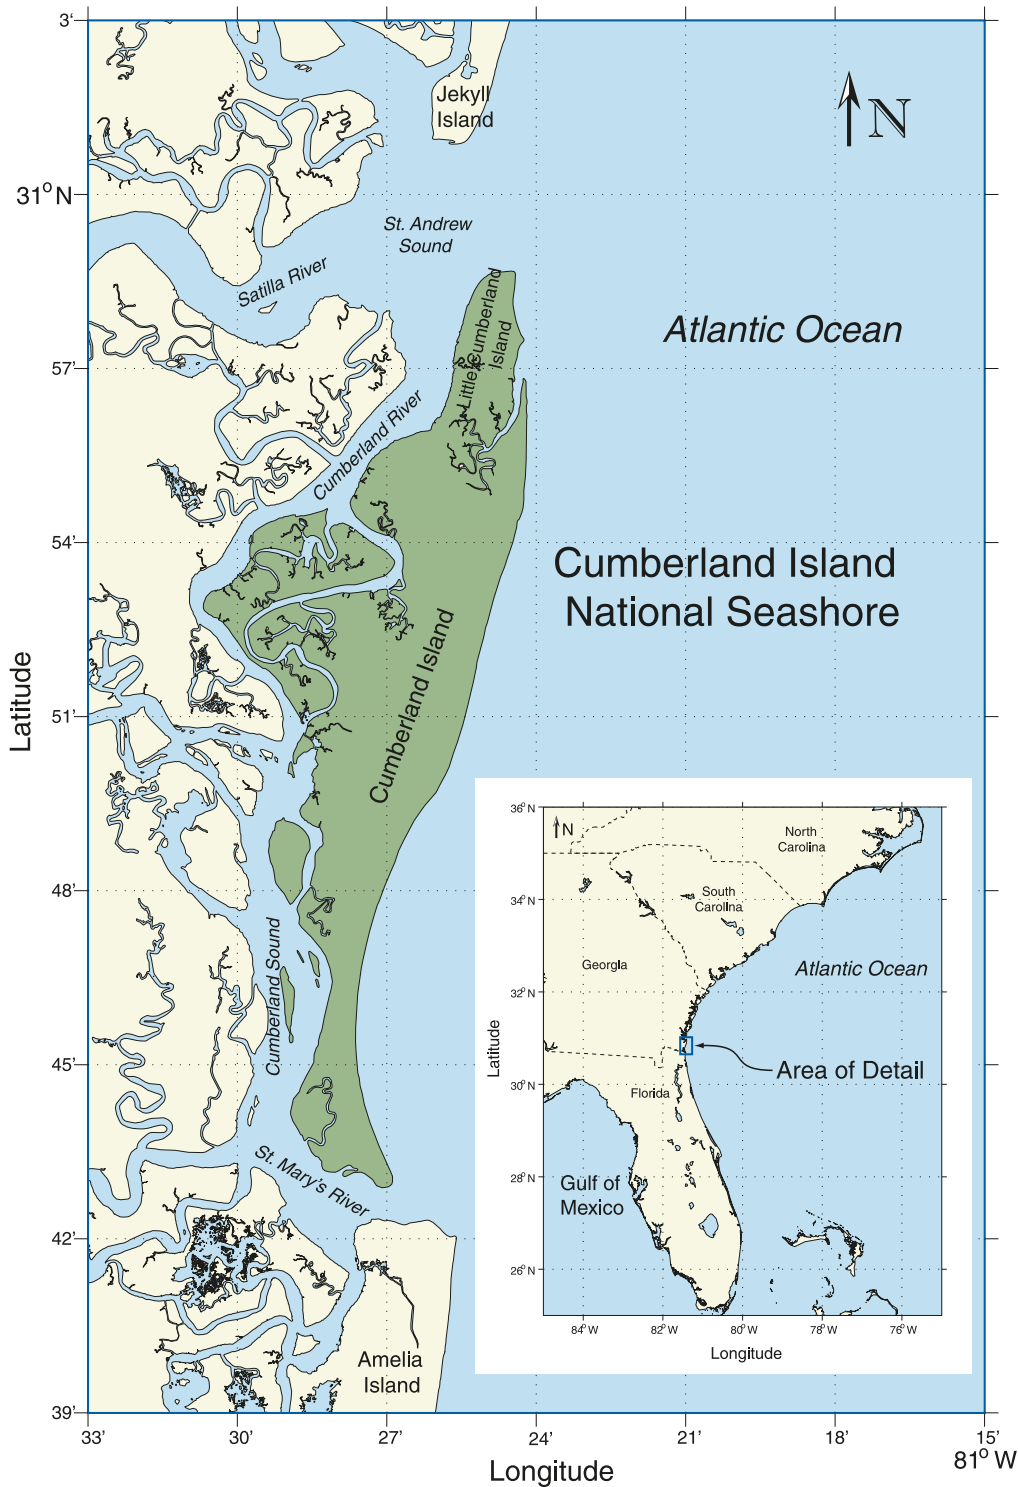 3'
31° N
57'
54'
51'
48'
45'
42'
39'
Latitude
33'
30'
27'
24'
21'
18'
15'
81° W
Longitude
Jekyll
Island
N
St. Andrew
Sound
Satilla River
Little Cumberland
Island
Atlantic Ocean
Cumberland River
Cumberland Island
National Seashore
Cumberland Island
Cumberland Sound
St. Mary's River
Amelia
Island
36° N
34° N
32° N
30° N
28° N
26° N
Latitude
84° W
82° W
80° W
78° W
76° W
Longitude
N
North
Carolina
South
Carolina
Georgia
Atlantic Ocean
Area of Detail
Florida
Gulf of
Mexico